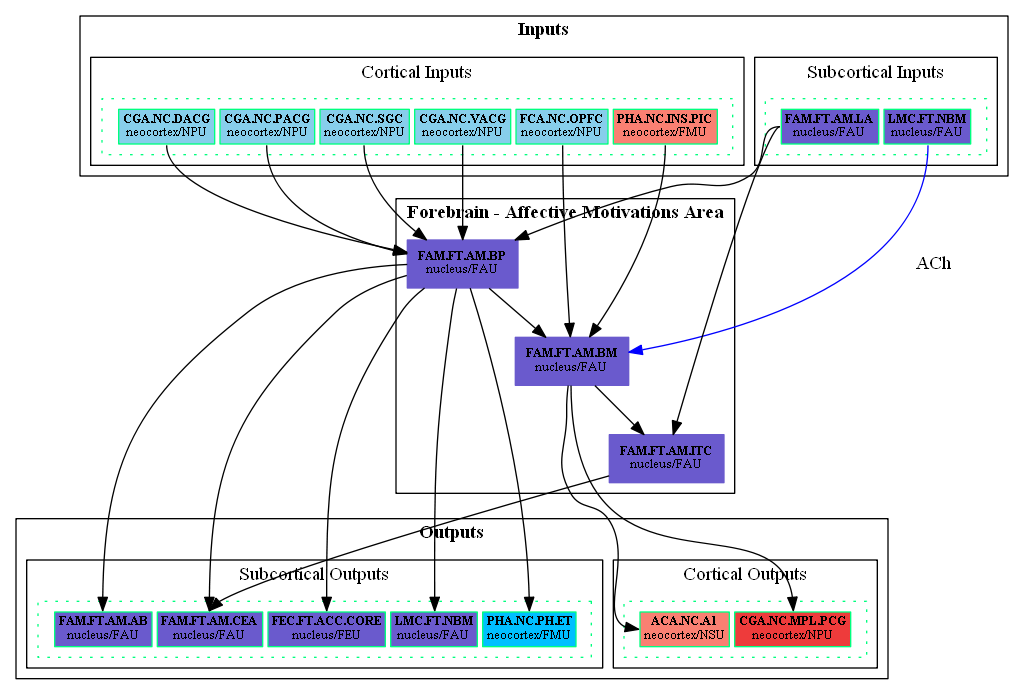 Inputs
Cortical Inputs
Subcortical Inputs
CGA.NC.DACG
neocortex/NPU
CGA.NC.PACG
neocortex/NPU
CGA.NC.SGC
neocortex/NPU
CGA.NC.VACG
neocortex/NPU
FCA.NC.OPFC
neocortex/NPU
PHA.NC.INS.PIC
neocortex/FMU
FAM.FT.AM.LA
nucleus/FAU
LMC.FT.NBM
nucleus/FAU
Forebrain - Affective Motivations Area
FAM.FT.AM.BP
nucleus/FAU
ACh
FAM.FT.AM.BM
nucleus/FAU
FAM.FT.AM.ITC
nucleus/FAU
Outputs
Subcortical Outputs
Cortical Outputs
FAM.FT.AM.AB
nucleus/FAU
FAM.FT.AM.CEA
nucleus/FAU
FEC.FT.ACC.CORE
nucleus/FEU
LMC.FT.NBM
nucleus/FAU
PHA.NC.PH.ET
neocortex/FMU
ACA.NC.A1
neocortex/NSU
CGA.NC.MPL.PCG
neocortex/NPU